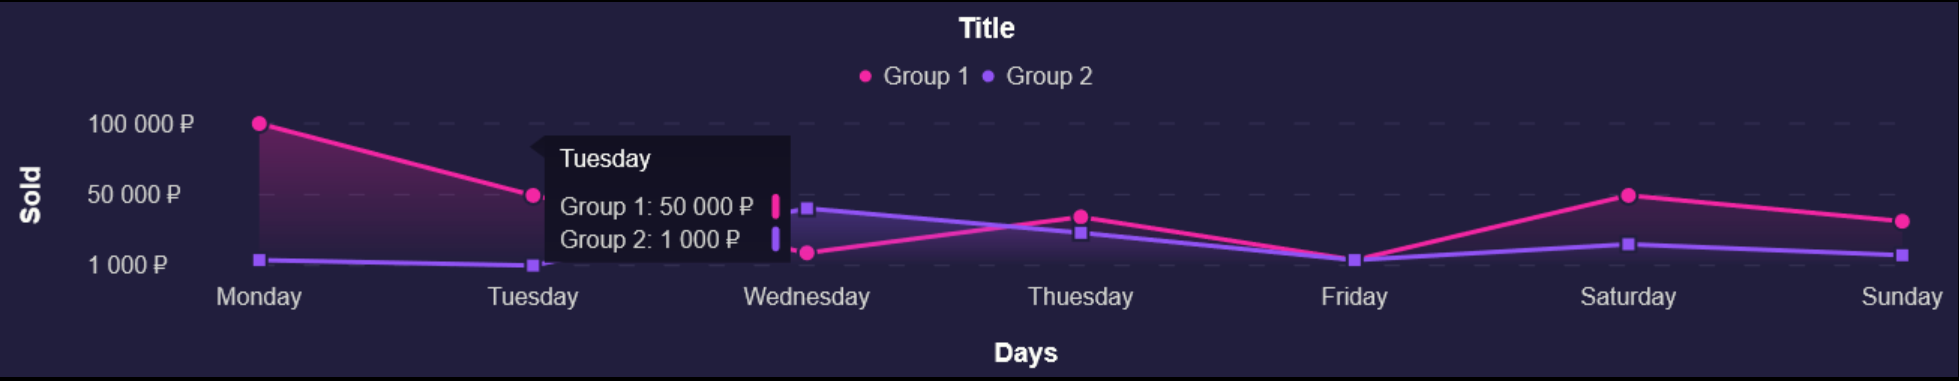 Title
Group 1 Group 2
Sold
100 000 ₽
50 000 ₽
1 000 ₽
Tuesday
Group 1: 50 000 ₽
Group 2: 1 000 ₽
Monday Tuesday Wednesday Thuesday Friday Saturday Sunday
Days